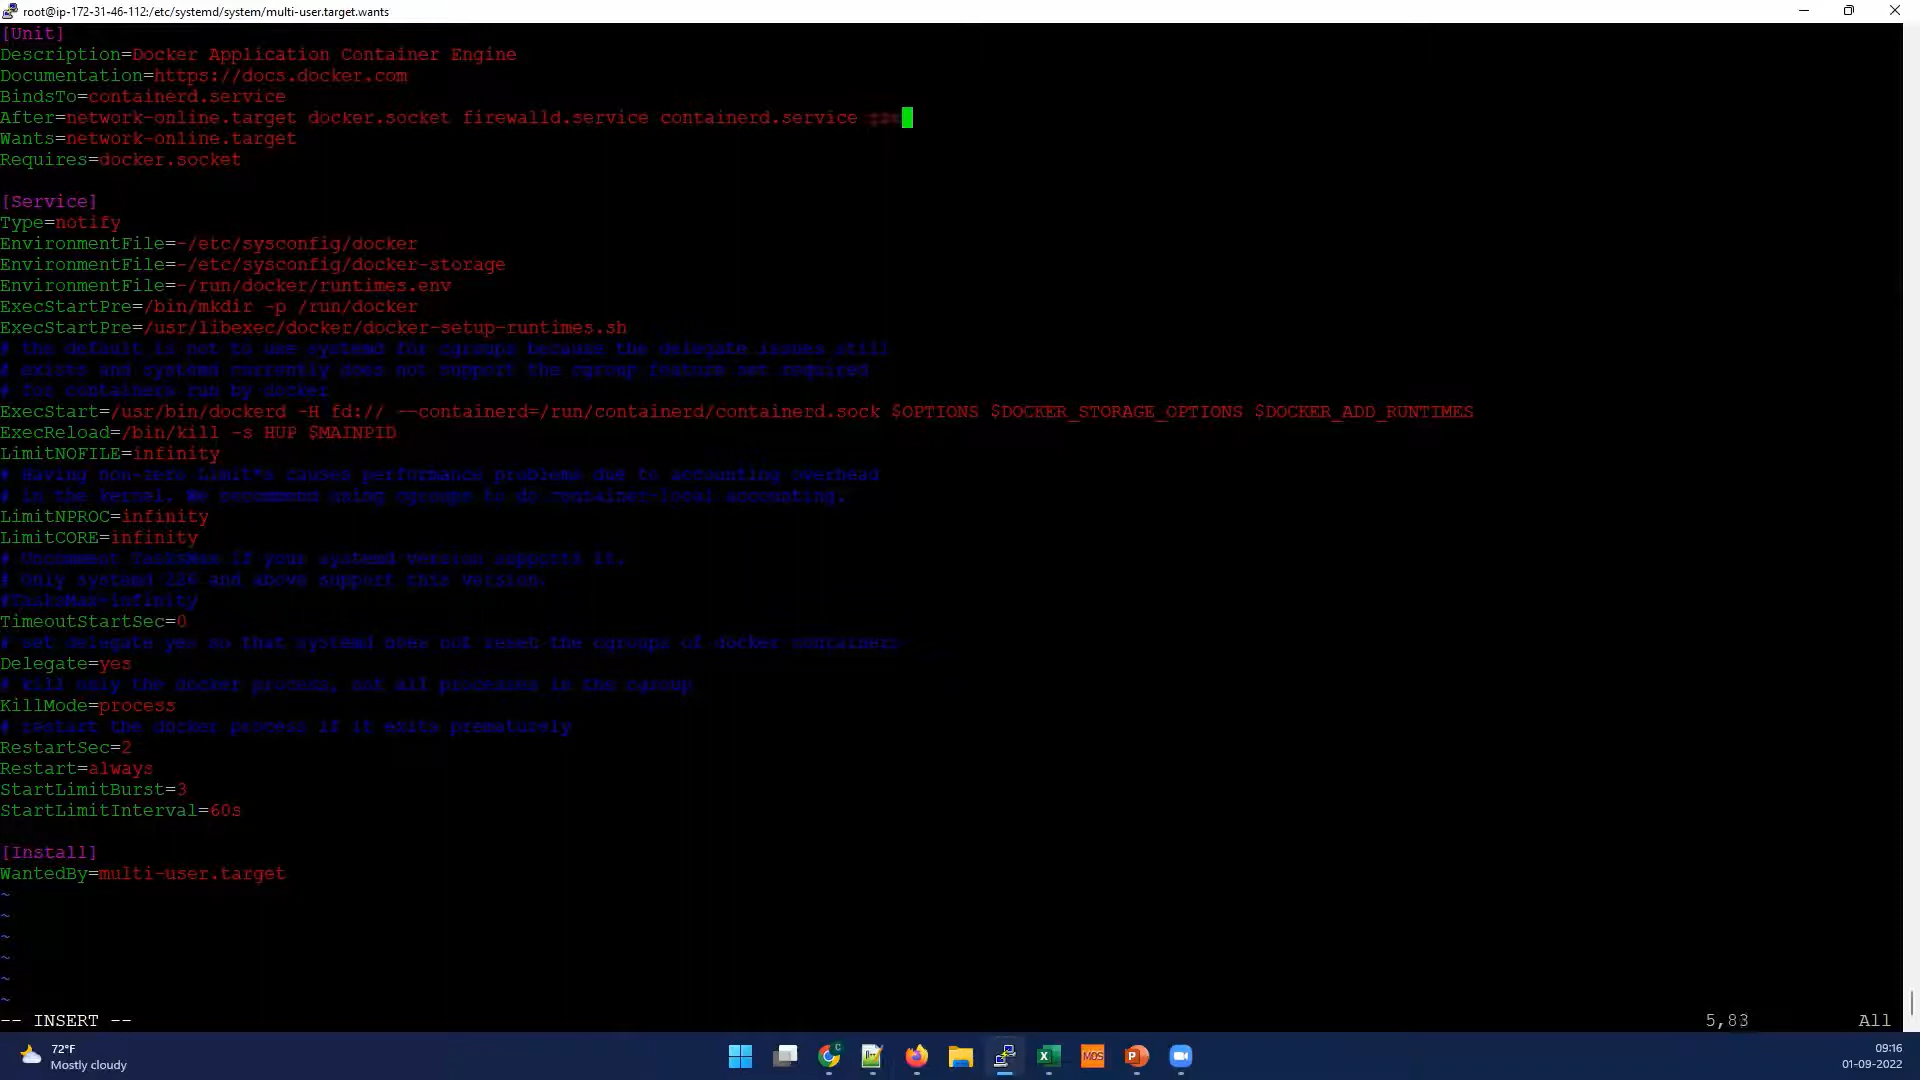 root@ip-172-31-46-112:/etc/systemd/system/multi-user.target.wants
[Unit]
Description=Docker Application Container Engine
Documentation=https://docs.docker.com
BindsTo=containerd.service
After=network-online.target docker.socket firewalld.service containerd.service
Wants=network-online.target
Requires=docker.socket
[Service]
Type=notify
EnvironmentFile=-/etc/sysconfig/docker
EnvironmentFile=-/etc/sysconfig/docker-storage
EnvironmentFile=-/run/docker/runtimes.env
ExecStartPre=/bin/mkdir -p /run/docker
ExecStartPre=/usr/libexec/docker/docker-setup-runtimes.sh
# the default is not to use systemd for cgroups because the delegate issues still
# exists and systemd currently does not support the cgroup feature set required
# for containers run by docker
ExecStart=/usr/bin/dockerd -H fd:// --containerd=/run/containerd/containerd.sock $OPTIONS $DOCKER_STORAGE_OPTIONS $DOCKER_ADD_RUNTIMES
ExecReload=/bin/kill -s HUP $MAINPID
LimitNOFILE=infinity
# Having non-zero Limit*s causes performance problems due to accounting overhead
# in the kernel. We recommend using cgroups to do container-local accounting.
LimitNPROC=infinity
LimitCORE=infinity
# Uncomment TasksMax if your systemd version supports it.
# Only systemd 226 and above support this version.
#TasksMax=infinity
TimeoutStartSec=0
# set delegate yes so that systemd does not reset the cgroups of docker containers
Delegate=yes
# kill only the docker process, not all processes in the cgroup
KillMode=process
# restart the docker process if it exits prematurely
RestartSec=2
Restart=always
StartLimitBurst=3
StartLimitInterval=60s
[Install]
WantedBy=multi-user.target
~
~
~
~
~
~
-- INSERT -- 5,83 All
72°F
Mostly cloudy
MOS
09:16
01-09-2022